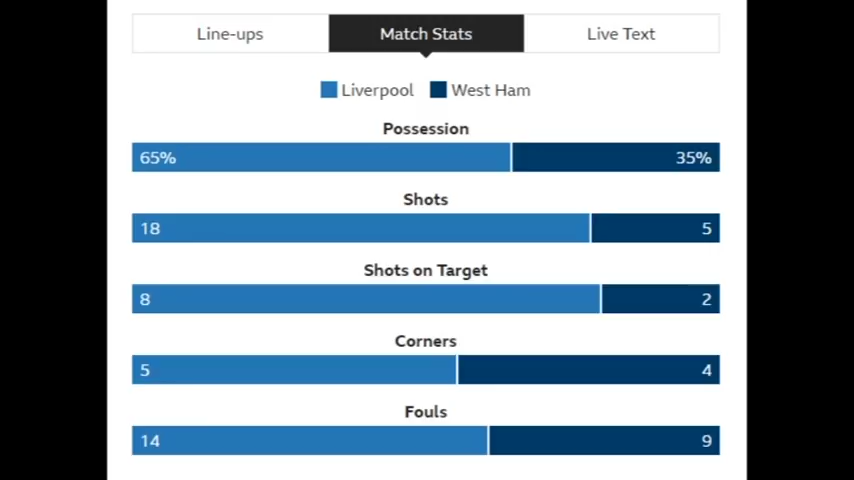 Line-ups Match Stats Live Text
Liverpool West Ham
Possession
65% 35%
Shots
18 5
Shots on Target
8 2
Corners
5 4
Fouls
14 9